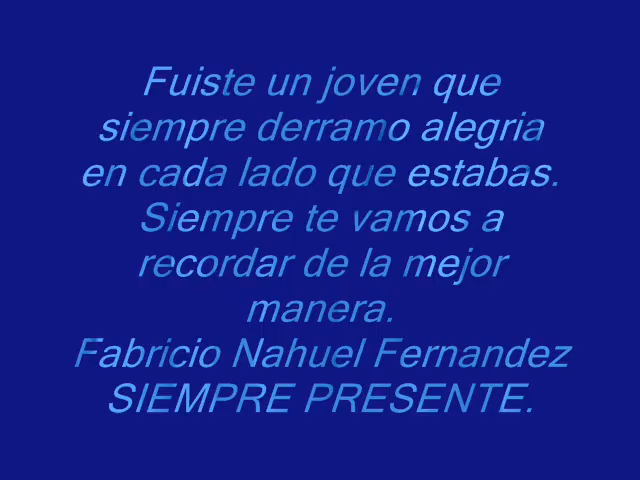 Fuiste un joven que
siempre derramo alegria
en cada lado que estabas.
Siempre te vamos a
recordar de la mejor
manera.
Fabricio Nahuel Fernandez
SIEMPRE PRESENTE.